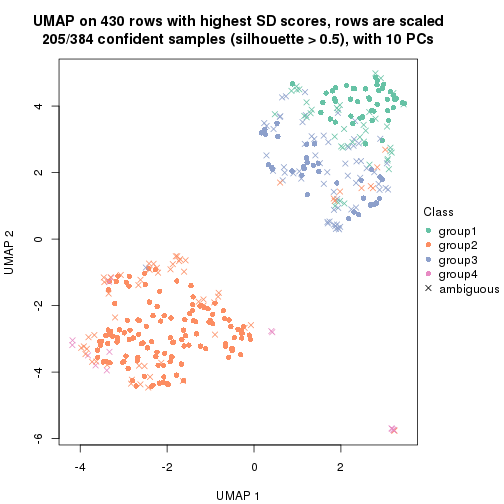 UMAP on 430 rows with highest SD scores, rows are scaled
205/384 confident samples (silhouette > 0.5), with 10 PCs
4
2
0
-2
-4
-6
UMAP 2
-4
-2
0
2
UMAP 1
Class
group1
group2
group3
group4
ambiguous